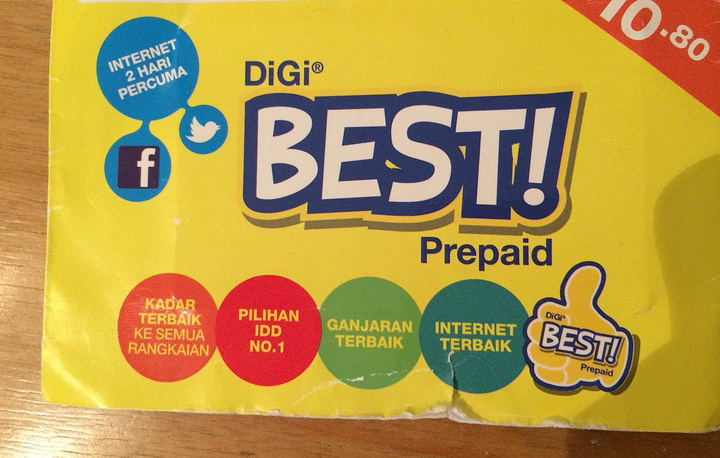 INTERNET
2 HARI
PERCUMA
DiGi®
BEST!
Prepaid
10.80
KADAR
TERBAIK
KE SEMUA
RANGKAIAN
PILIHAN
IDD
NO.1
GANJARAN
TERBAIK
INTERNET
TERBAIK
DiGi®
BEST!
Prepaid